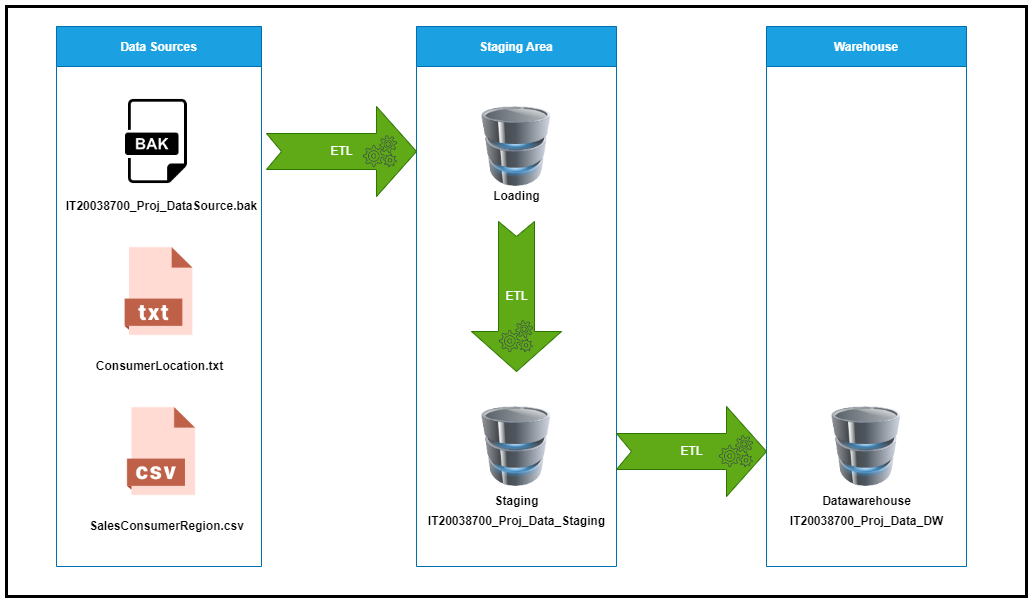 Data Sources
BAK
IT20038700_Proj_DataSource.bak
txt
ConsumerLocation.txt
csv
SalesConsumerRegion.csv
ETL
Staging Area
Loading
ETL
Staging
IT20038700_Proj_Data_Staging
ETL
Warehouse
Datawarehouse
IT20038700_Proj_Data_DW